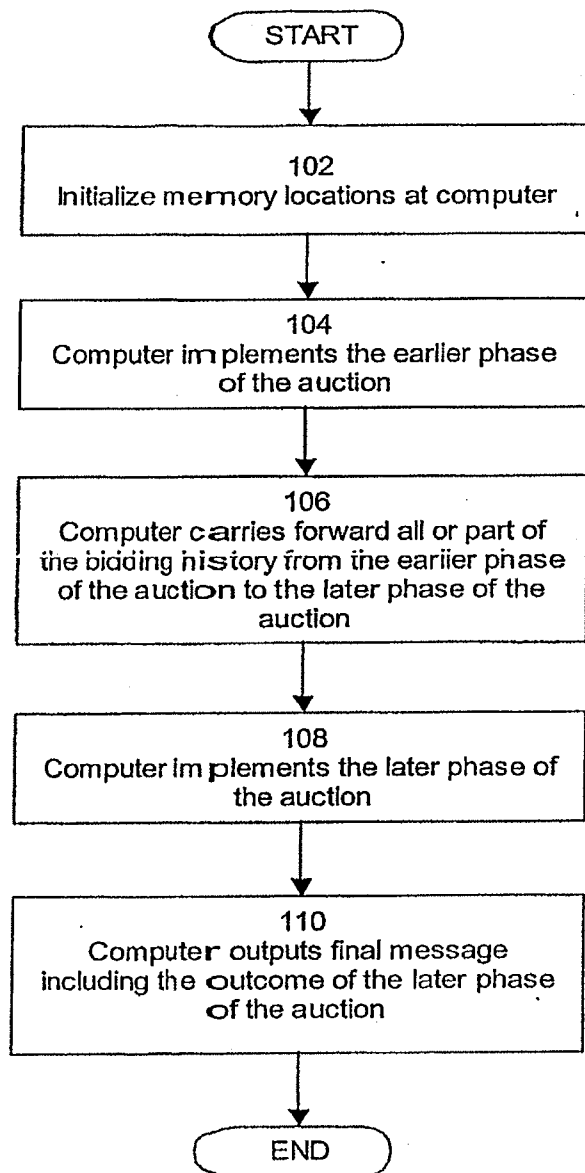 START
102
Initialize memory locations at computer
104
Computer implements the earlier phase
of the auction
106
Computer carries forward all or part of
the bidding history from the earlier phase
of the auction to the later phase of the
auction
108
Computer implements the later phase of
the auction
110
Computer outputs final message
including the outcome of the later phase
of the auction
END